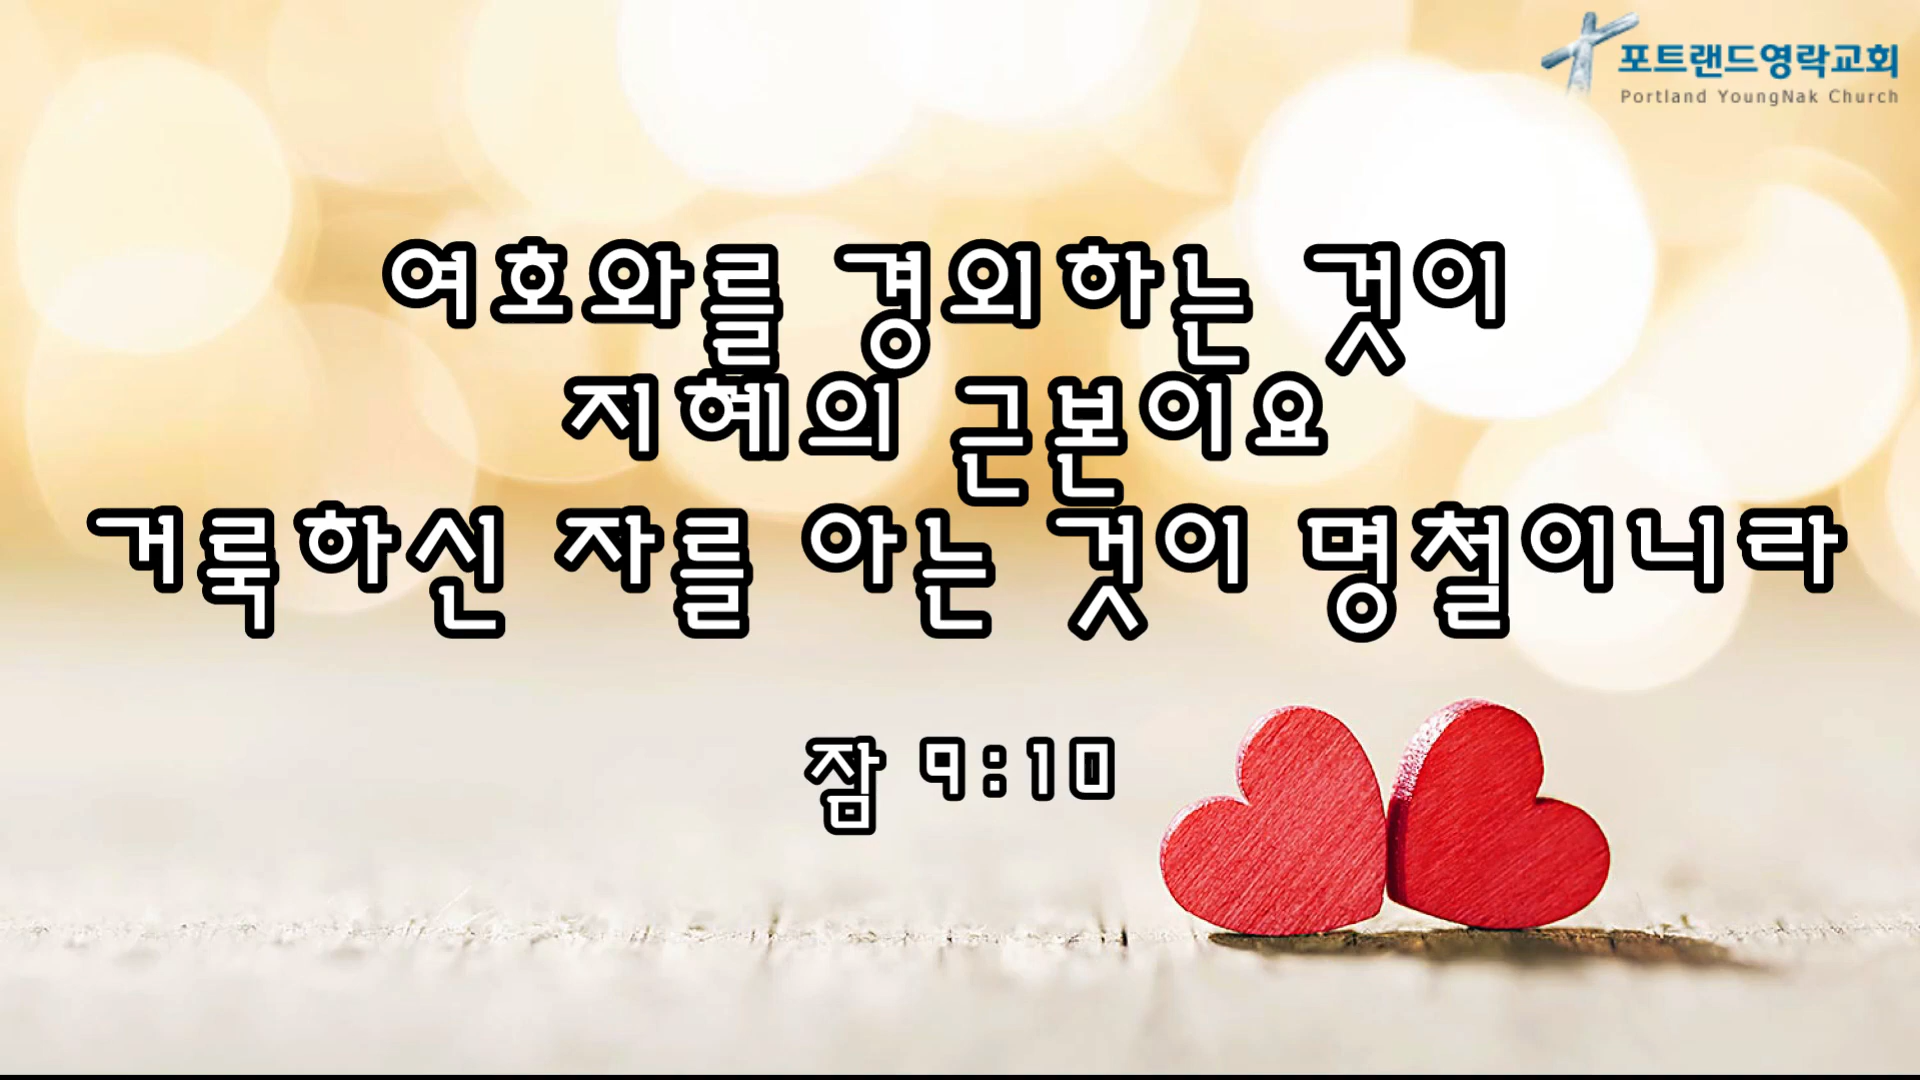 포트랜드영락교회
Portland YoungNak Church
여호와를 경외하는 것이
지혜의 근본이요
거룩하신 자를 아는 것이 명철이니라
잠 9:10